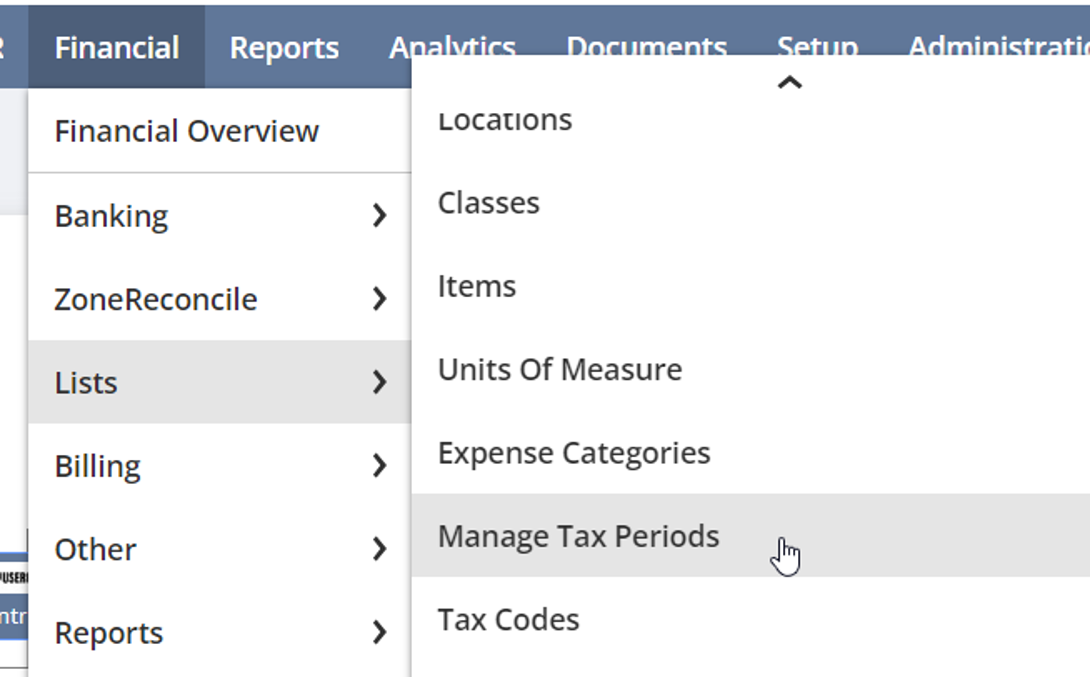 R
Financial
Reports
Analytics
Documents
Setup
Financial Overview
Banking
ZoneReconcile
Lists
Billing
Other
Reports
Locations
Classes
Items
Units Of Measure
Expense Categories
Manage Tax Periods
Tax Codes